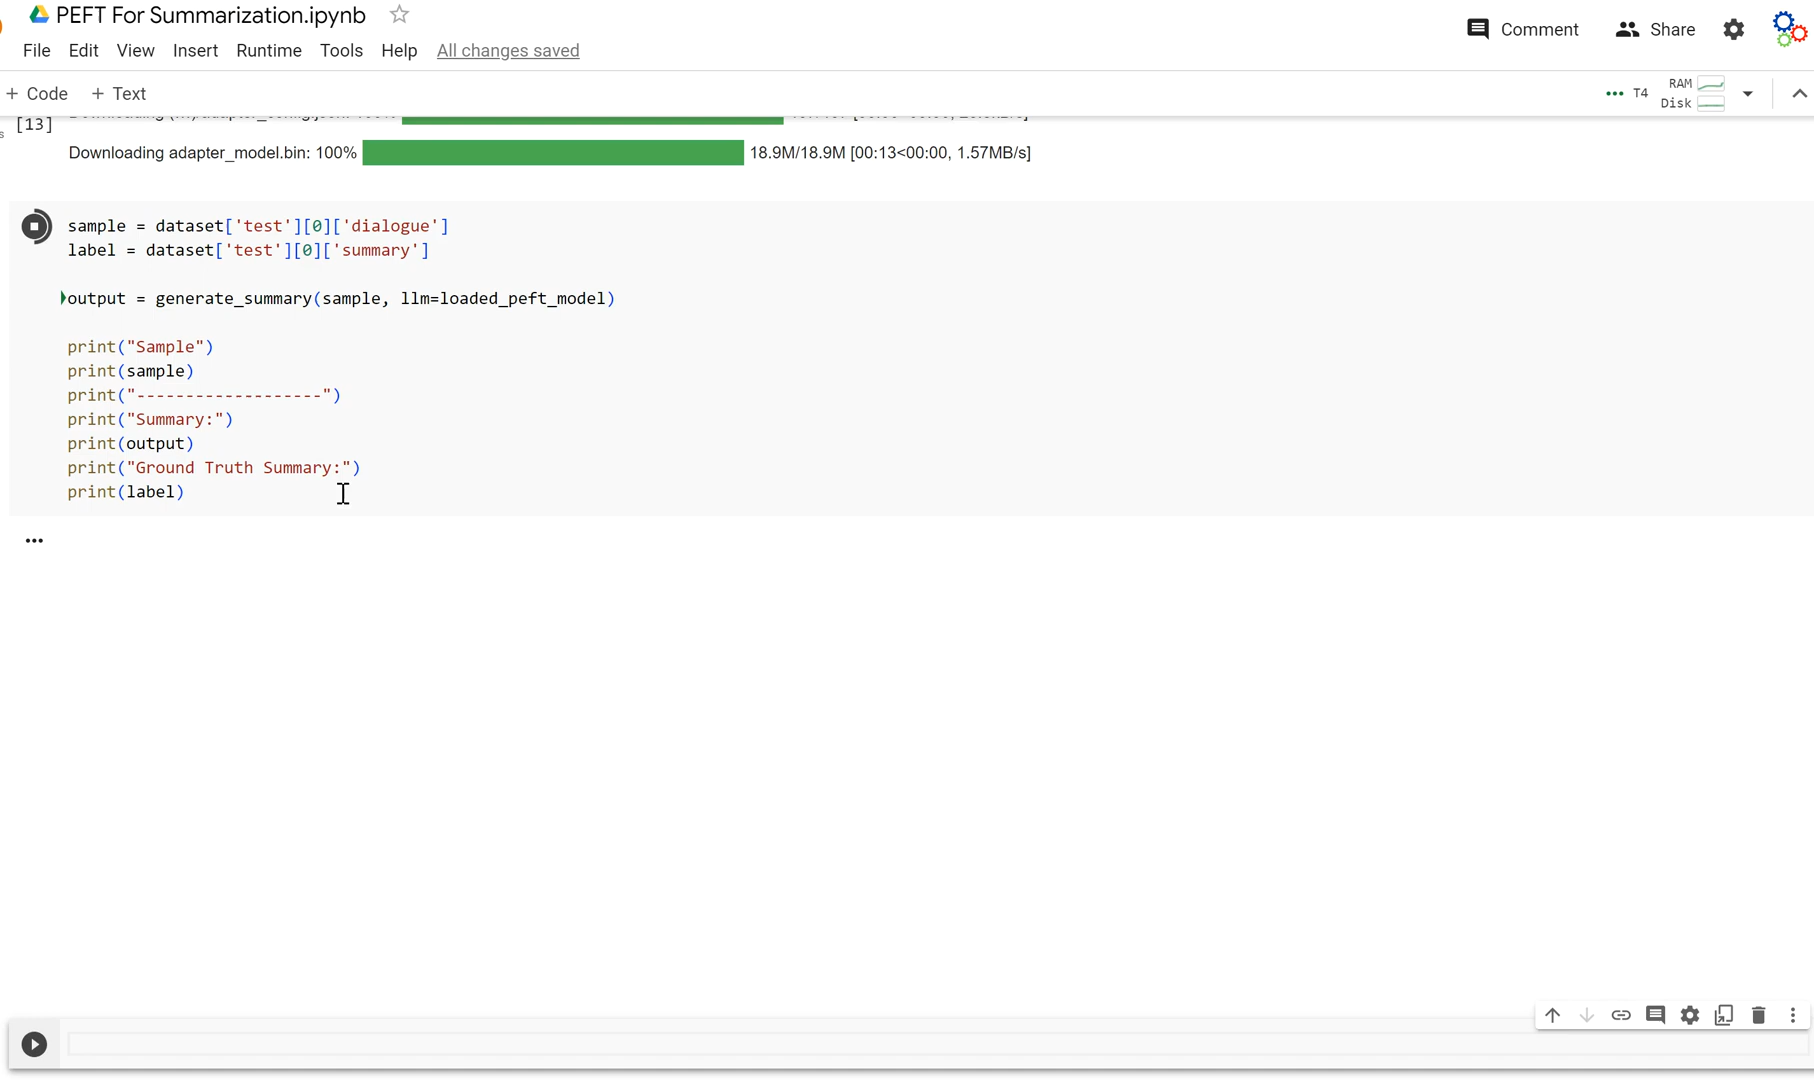 PEFT For Summarization.ipynb
Comment
Share
File Edit View Insert Runtime Tools Help All changes saved
+ Code + Text
T4
RAM
Disk
[13]
Downloading adapter_model.bin: 100% 18.9M/18.9M [00:13<00:00, 1.57MB/s]
sample = dataset['test'][0]['dialogue']
label = dataset['test'][0]['summary']
output = generate_summary(sample, llm=loaded_peft_model)
print("Sample")
print(sample)
print("-------------------")
print("Summary:")
print(output)
print("Ground Truth Summary:")
print(label)